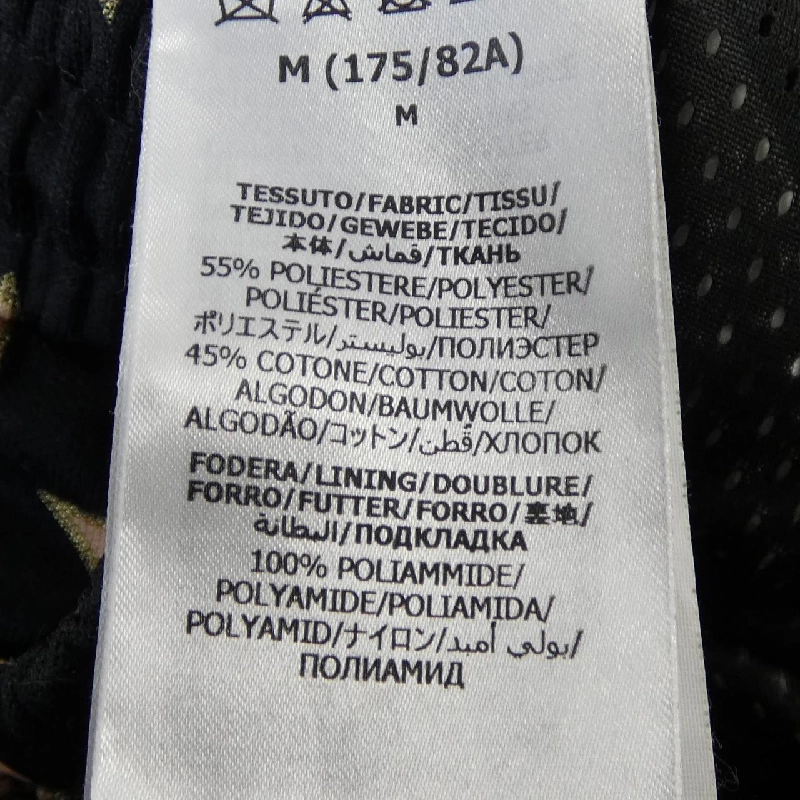 M (175/82A)
M
TESSUTO/FABRIC/TISSU/
TEJIDO/GEWEBE/TECIDO/
本体/قماش/ТКАНЬ
55% POLIESTERE/POLYESTER/
POLIÉSTER/POLIESTER/
ポリエステル/بوليستر/ПОЛИЭСТЕР
45% COTONE/COTTON/COTON/
ALGODON/BAUMWOLLE/
ALGODÃO/コットン/قطن/ХЛОПОК
FODERA/LINING/DOUBLURE/
FORRO/FUTTER/FORRO/裏地/
البطانة/ПОДКЛАДКА
100% POLIAMMIDE/
POLYAMIDE/POLIAMIDA/
POLYAMID/ナイロン/بولي أميد/
ПОЛИАМИД